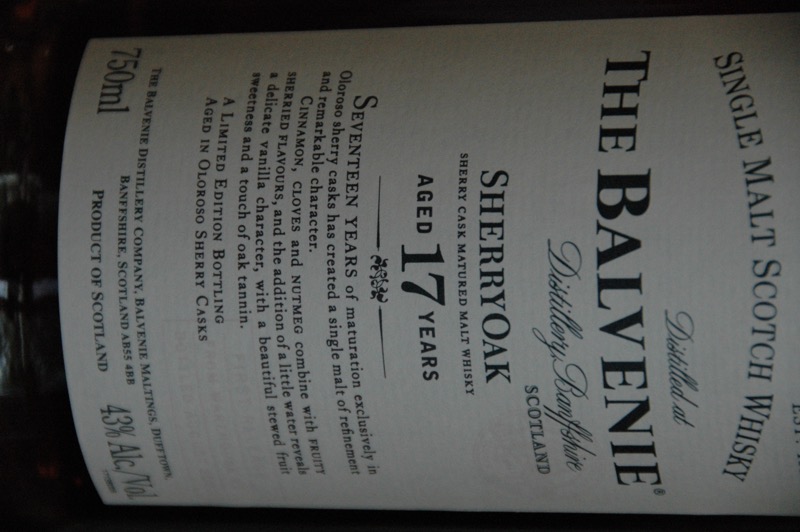 SINGLE MALT SCOTCH WHISKY
Distilled at
THE BALVENIE®
Distillery, Banffshire
SCOTLAND
SHERRYOAK
SHERRY CASK MATURED MALT WHISKY
AGED 17 YEARS
SEVENTEEN YEARS of maturation exclusively in
Oloroso sherry casks has created a single malt of refinement
and remarkable character.
CINNAMON, CLOVES and NUTMEG combine with FRUITY
SHERRIED FLAVOURS, and the addition of a little water reveals
a delicate vanilla character, with a beautiful stewed fruit
sweetness and a touch of oak tannin.
A LIMITED EDITION BOTTLING
AGED IN OLOROSO SHERRY CASKS
THE BALVENIE DISTILLERY COMPANY, BALVENIE MALTINGS, DUFFTOWN,
BANFFSHIRE, SCOTLAND AB55 4BB
750ml PRODUCT OF SCOTLAND 43% Alc./Vol.